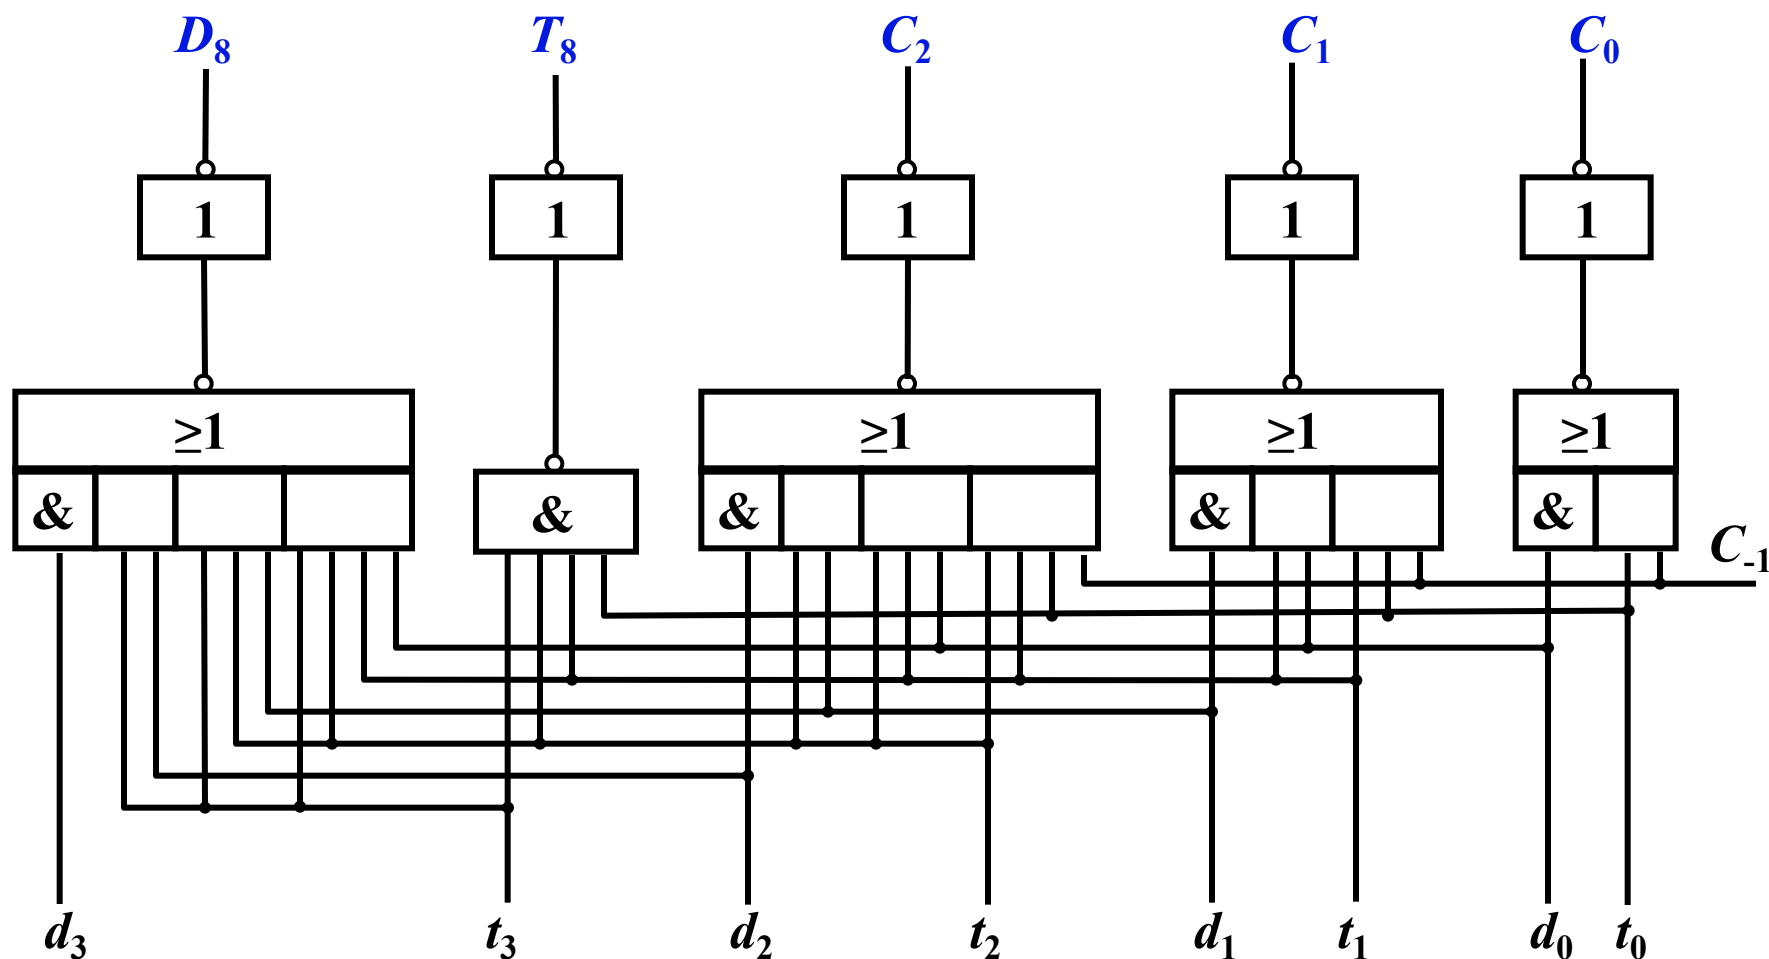 D₈ T₈ C₂ C₁ C₀
1 1 1 1 1
≥1 ≥1 ≥1 ≥1
& & & & &
C₋₁
d₃ t₃ d₂ t₂ d₁ t₁ d₀ t₀